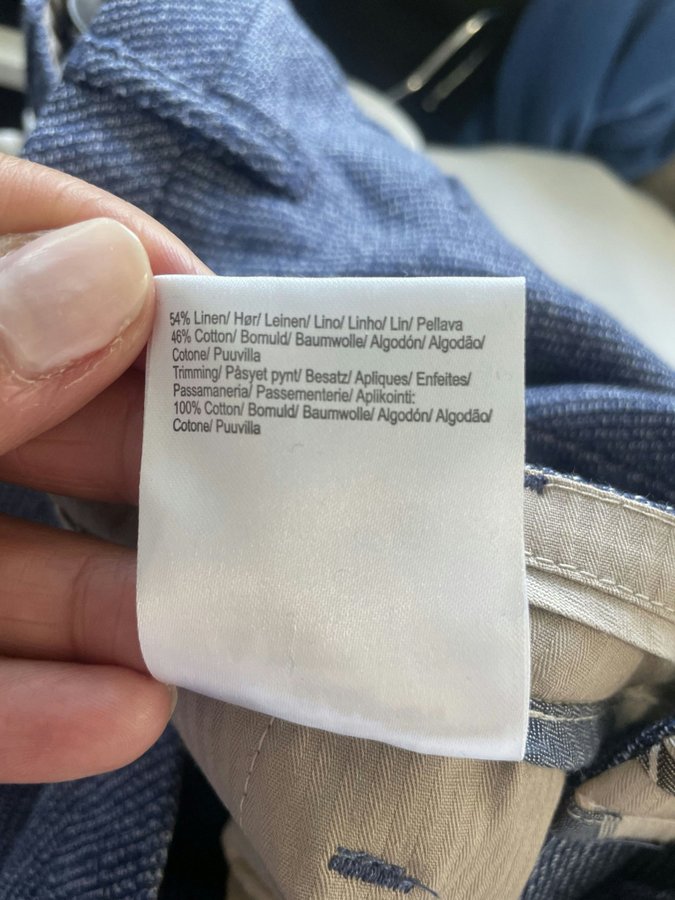 54% Linen/ Hør/ Leinen/ Lino/ Linho/ Lin/ Pellava
46% Cotton/ Bomuld/ Baumwolle/ Algodón/ Algodão/
Cotone/ Puuvilla
Trimming/ Påsyet pynt/ Besatz/ Apliques/ Enfeites/
Passamaneria/ Passementerie/ Aplikointi:
100% Cotton/ Bomuld/ Baumwolle/ Algodón/ Algodão/
Cotone/ Puuvilla